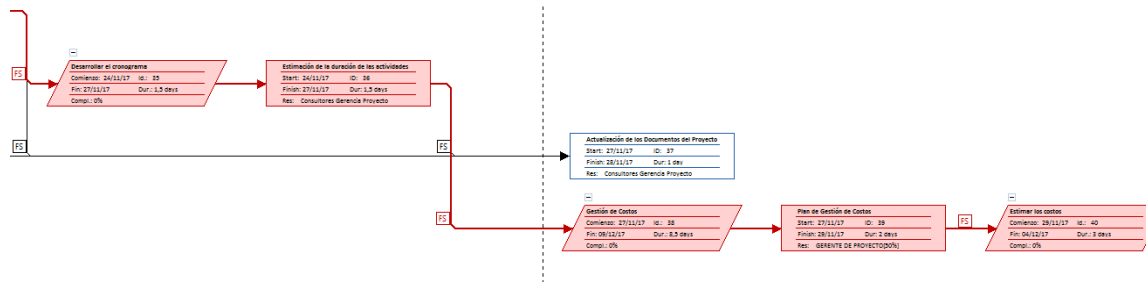 FS
Desarrollar el cronograma
Comienzo: 24/11/17 Id.: 35
Fin: 27/11/17 Dur.: 1,5 days
Compl.: 0%
Estimación de la duración de las actividades
Start: 24/11/17 ID: 36
Finish: 27/11/17 Dur: 1,5 days
Res: Consultores Gerencia Proyecto
FS
FS
Actualización de los Documentos del Proyecto
Start: 27/11/17 ID: 37
Finish: 28/11/17 Dur: 1 day
Res: Consultores Gerencia Proyecto
FS
Gestión de Costos
Comienzo: 27/11/17 Id.: 38
Fin: 09/12/17 Dur.: 8,5 days
Compl.: 0%
Plan de Gestión de Costos
Start: 27/11/17 ID: 39
Finish: 29/11/17 Dur: 2 days
Res: GERENTE DE PROYECTO[50%]
FS
Estimar los costos
Comienzo: 29/11/17 Id.: 40
Fin: 04/12/17 Dur.: 3 days
Compl.: 0%